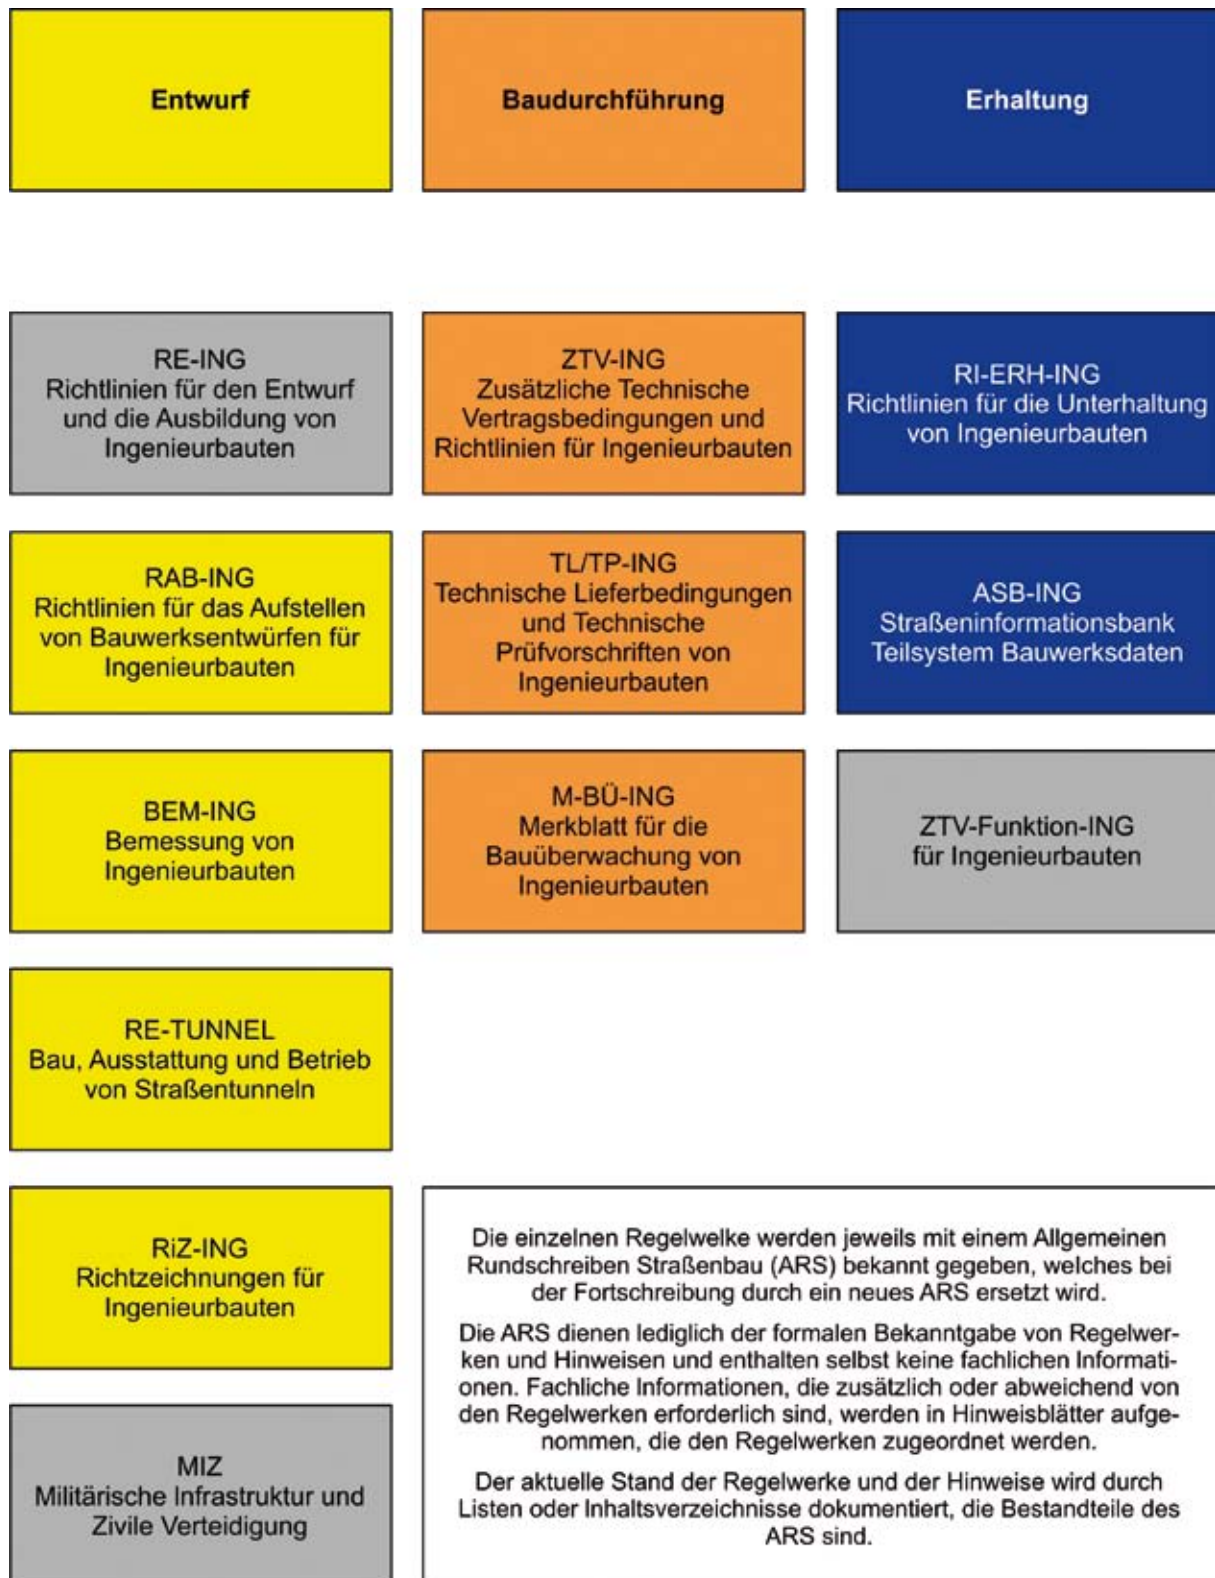 Entwurf
Baudurchführung
Erhaltung
RE-ING
Richtlinien für den Entwurf
und die Ausbildung von
Ingenieurbauten
ZTV-ING
Zusätzliche Technische
Vertragsbedingungen und
Richtlinien für Ingenieurbauten
RI-ERH-ING
Richtlinien für die Unterhaltung
von Ingenieurbauten
RAB-ING
Richtlinien für das Aufstellen
von Bauwerksentwürfen für
Ingenieurbauten
TL/TP-ING
Technische Lieferbedingungen
und Technische
Prüfvorschriften von
Ingenieurbauten
ASB-ING
Straßeninformationsbank
Teilsystem Bauwerksdaten
BEM-ING
Bemessung von
Ingenieurbauten
M-BÜ-ING
Merkblatt für die
Bauüberwachung von
Ingenieurbauten
ZTV-Funktion-ING
für Ingenieurbauten
RE-TUNNEL
Bau, Ausstattung und Betrieb
von Straßentunneln
RiZ-ING
Richtzeichnungen für
Ingenieurbauten
MIZ
Militärische Infrastruktur und
Zivile Verteidigung
Die einzelnen Regelwelke werden jeweils mit einem Allgemeinen
Rundschreiben Straßenbau (ARS) bekannt gegeben, welches bei
der Fortschreibung durch ein neues ARS ersetzt wird.
Die ARS dienen lediglich der formalen Bekanntgabe von Regelwer-
ken und Hinweisen und enthalten selbst keine fachlichen Informati-
onen. Fachliche Informationen, die zusätzlich oder abweichend von
den Regelwerken erforderlich sind, werden in Hinweisblätter aufge-
nommen, die den Regelwerken zugeordnet werden.
Der aktuelle Stand der Regelwerke und der Hinweise wird durch
Listen oder Inhaltsverzeichnisse dokumentiert, die Bestandteile des
ARS sind.